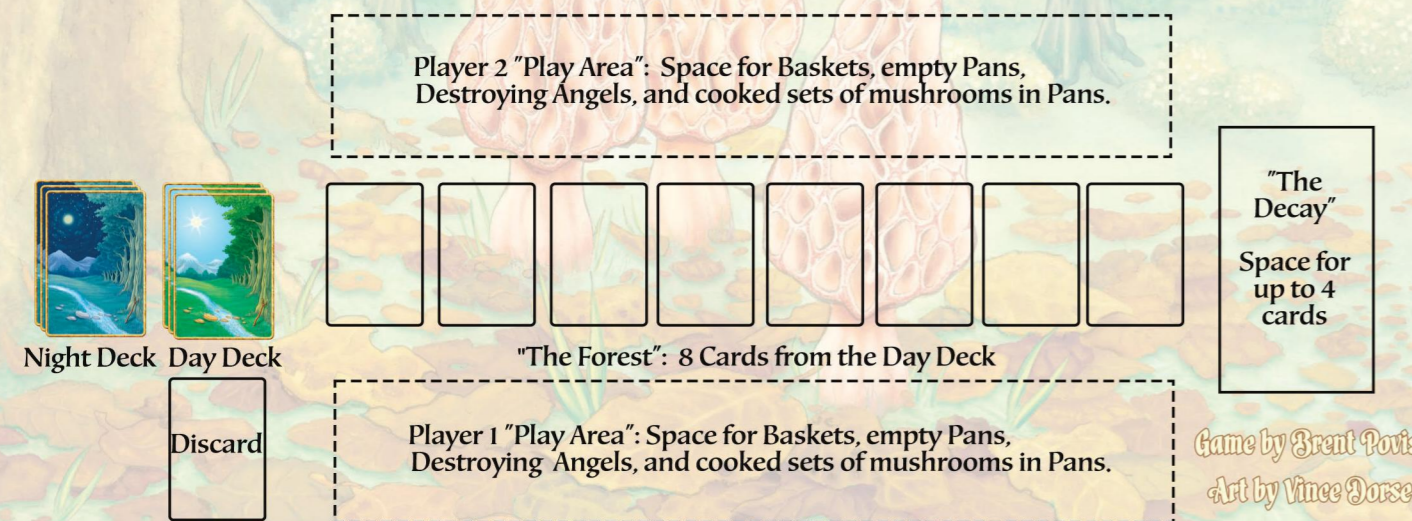 Player 2 "Play Area": Space for Baskets, empty Pans,
Destroying Angels, and cooked sets of mushrooms in Pans.
"The
Decay"
Space for
up to 4
cards
Night Deck
Day Deck
"The Forest": 8 Cards from the Day Deck
Discard
Player 1 "Play Area": Space for Baskets, empty Pans,
Destroying Angels, and cooked sets of mushrooms in Pans.
Game by Brent Povis
Art by Vince Dorse